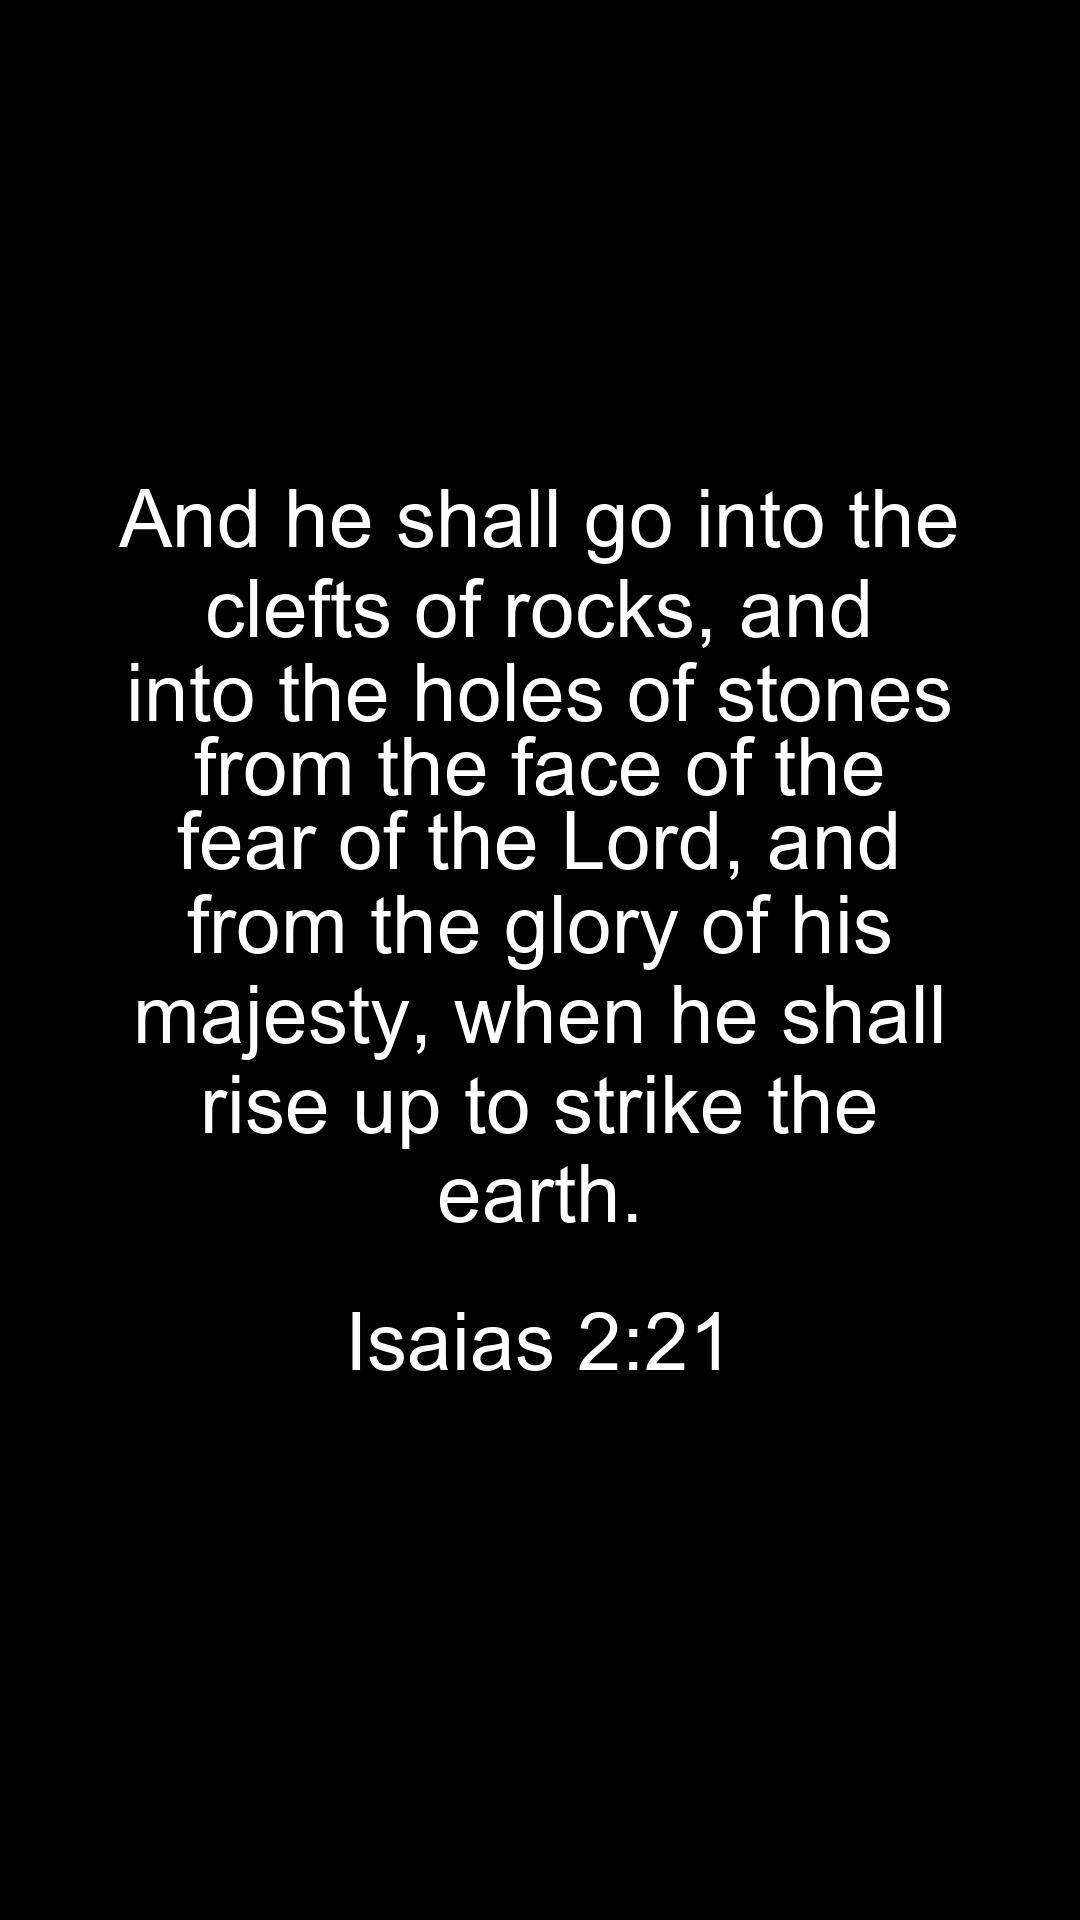 And he shall go into the
clefts of rocks, and
into the holes of stones
from the face of the
fear of the Lord, and
from the glory of his
majesty, when he shall
rise up to strike the
earth.
Isaias 2:21